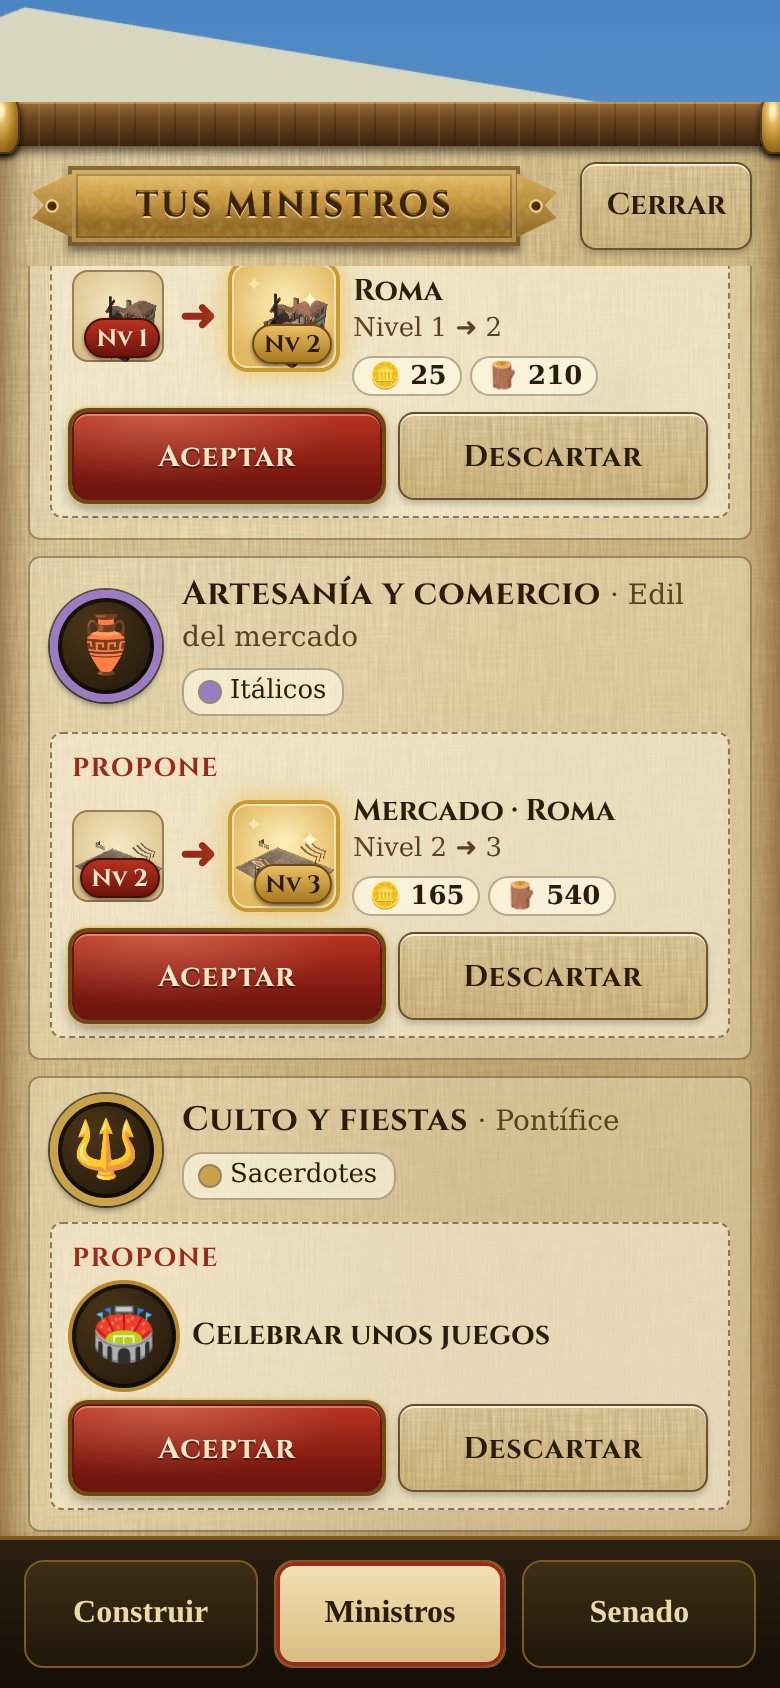 TUS MINISTROS
CERRAR
ROMA
Nv 1
Nivel 1 ➜ 2
Nv 2
25
210
ACEPTAR
DESCARTAR
ARTESANÍA Y COMERCIO · Edil
del mercado
Itálicos
PROPONE
MERCADO · ROMA
Nivel 2 ➜ 3
Nv 2
Nv 3
165
540
ACEPTAR
DESCARTAR
CULTO Y FIESTAS · Pontífice
Sacerdotes
PROPONE
CELEBRAR UNOS JUEGOS
ACEPTAR
DESCARTAR
Construir
Ministros
Senado